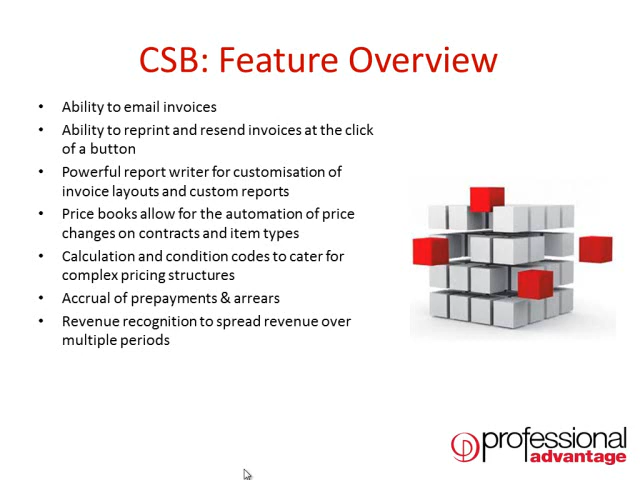 CSB: Feature Overview
• Ability to email invoices
• Ability to reprint and resend invoices at the click
of a button
• Powerful report writer for customisation of
invoice layouts and custom reports
• Price books allow for the automation of price
changes on contracts and item types
• Calculation and condition codes to cater for
complex pricing structures
• Accrual of prepayments & arrears
• Revenue recognition to spread revenue over
multiple periods
professional
advantage